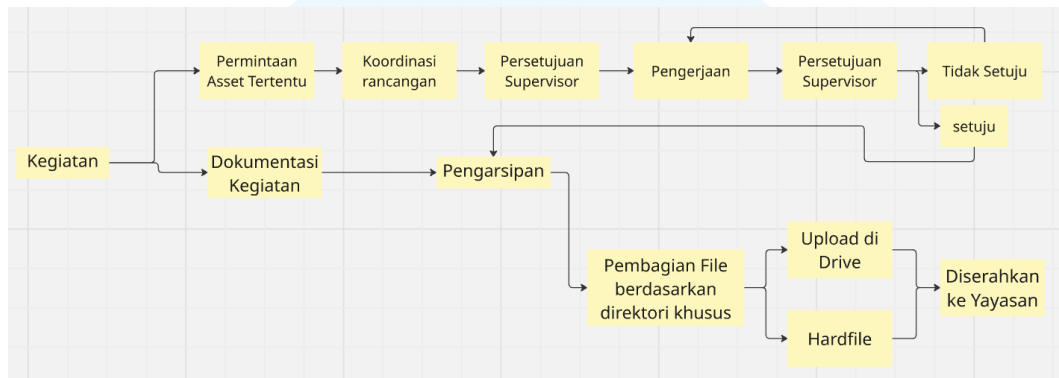 Permintaan
Asset Tertentu
Koordinasi
rancangan
Persetujuan
Supervisor
Pengerjaan
Persetujuan
Supervisor
Tidak Setuju
setuju
Kegiatan
Dokumentasi
Kegiatan
Pengarsipan
Pembagian File
berdasarkan
direktori khusus
Upload di
Drive
Hardfile
Diserahkan
ke Yayasan